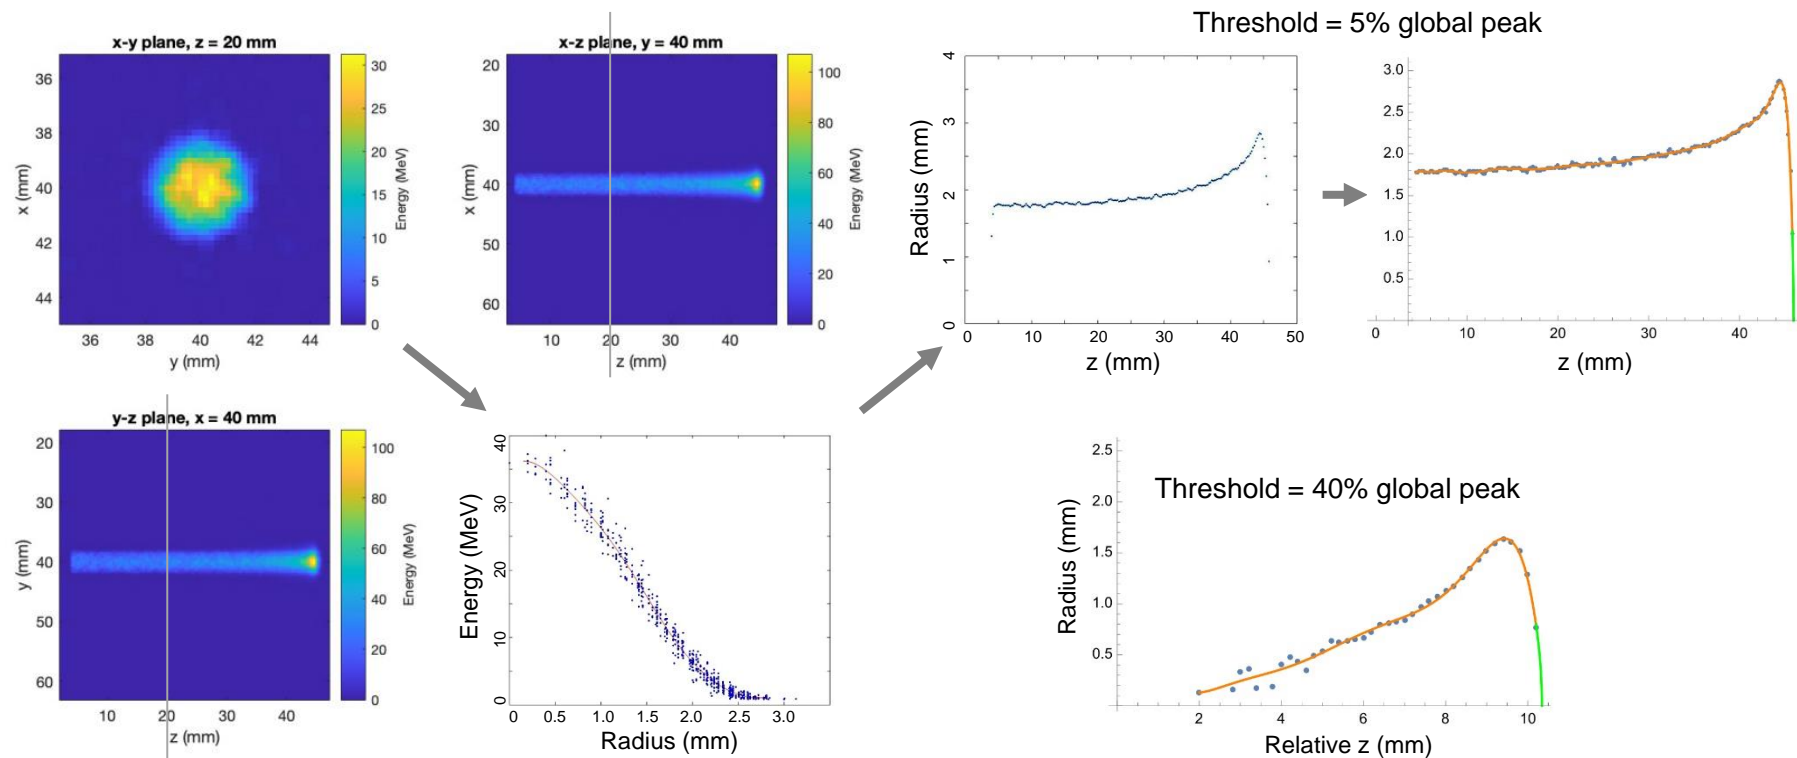 Threshold = 5% global peak
x-y plane, z = 20 mm
36
38
40
42
44
x (mm)
36 38 40 42 44
y (mm)
30
25
20
15
10
5
0
Energy (MeV)
x-z plane, y = 40 mm
20
30
40
50
60
x (mm)
10 20 30 40
z (mm)
100
80
60
40
20
0
Energy (MeV)
4
3
2
1
0
Radius (mm)
0 10 20 30 40 50
z (mm)
3.0
2.5
2.0
1.5
1.0
0.5
0 10 20 30 40
z (mm)
y-z plane, x = 40 mm
20
30
40
50
60
y (mm)
10 20 30 40
z (mm)
100
80
60
40
20
0
Energy (MeV)
40
30
20
10
0
Energy (MeV)
0 0.5 1.0 1.5 2.0 2.5 3.0
Radius (mm)
Threshold = 40% global peak
2.5
2.0
1.5
1.0
0.5
Radius (mm)
2 4 6 8 10
Relative z (mm)